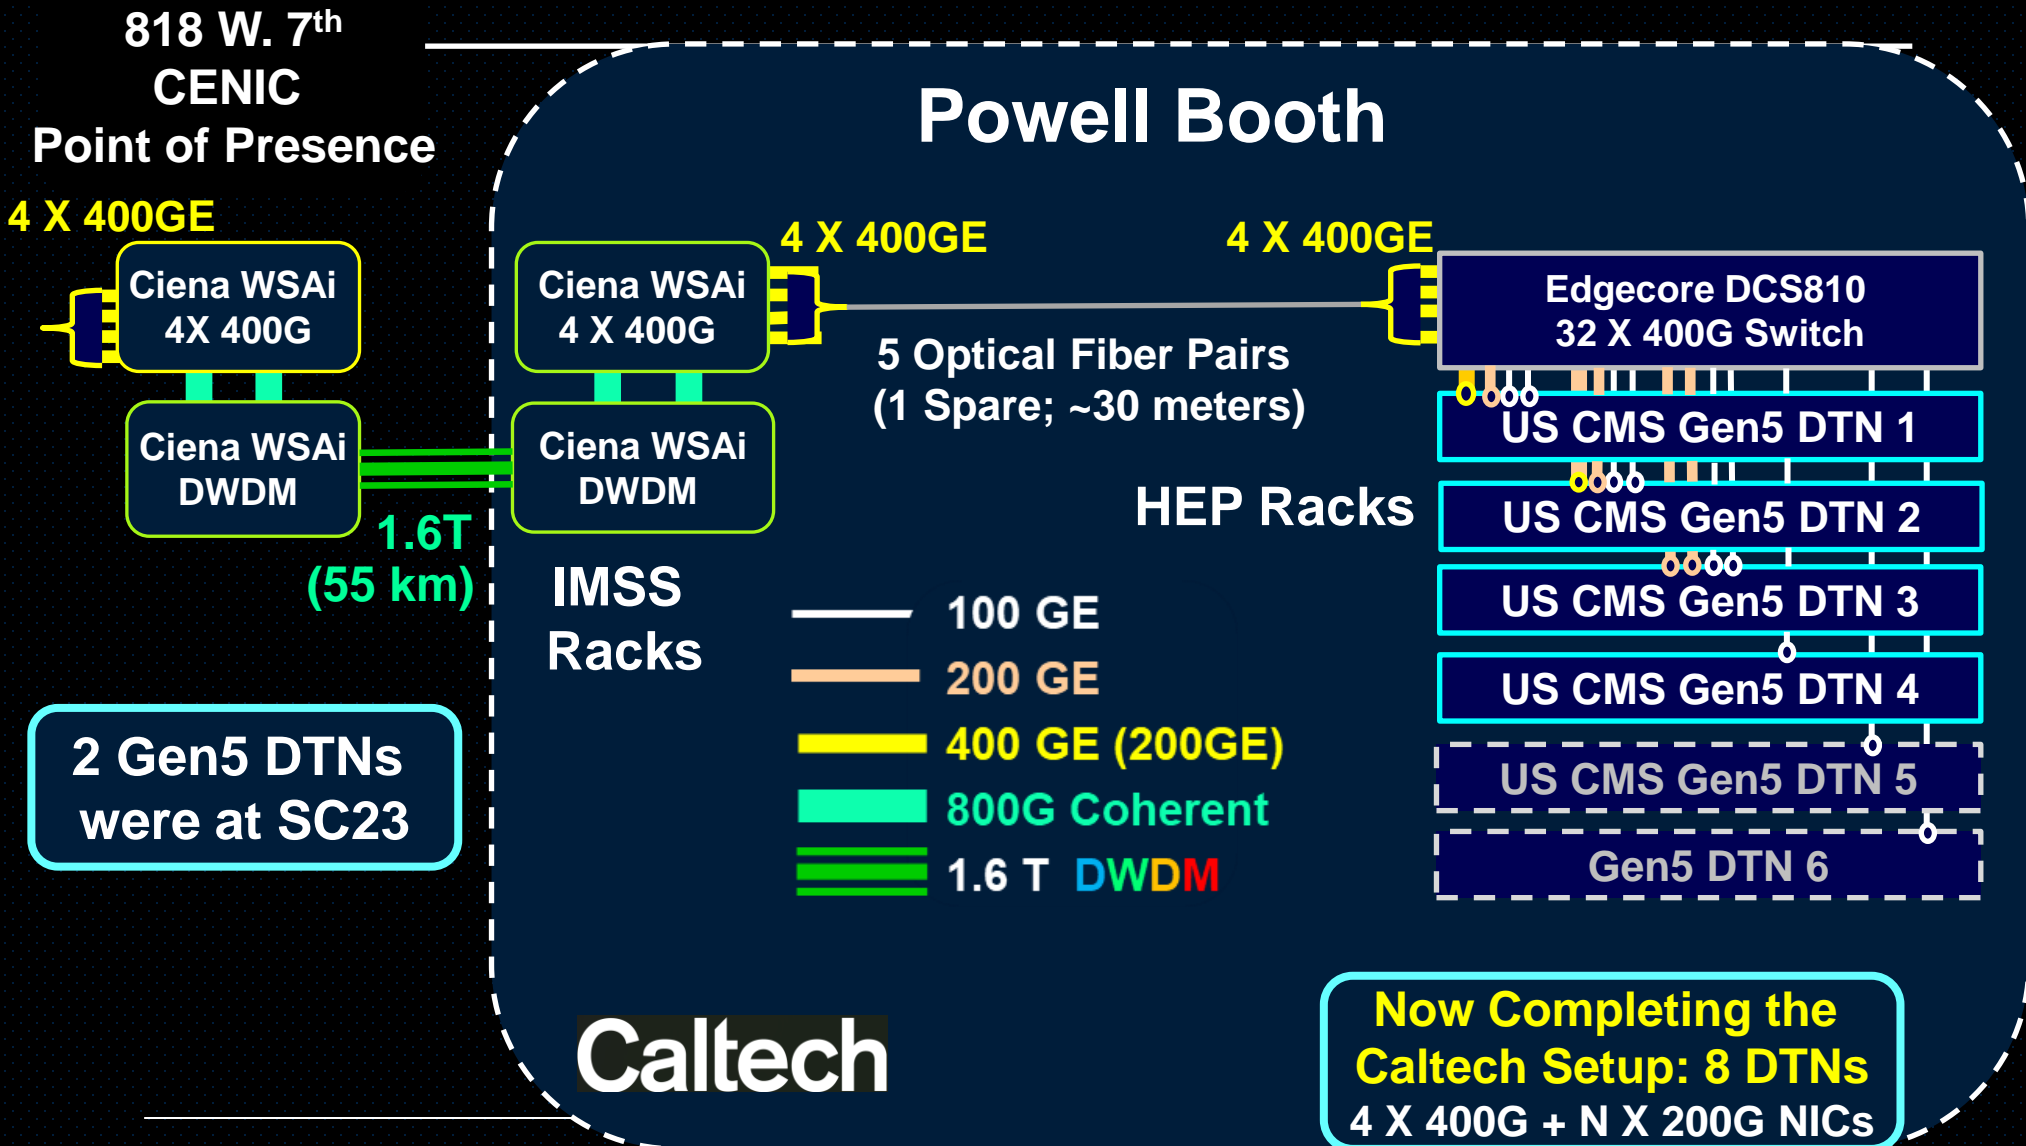 818 W. 7th
CENIC
Point of Presence
4 X 400GE
Ciena WSAi
4X 400G
Ciena WSAi
DWDM
1.6T
(55 km)
2 Gen5 DTNs
were at SC23
Powell Booth
4 X 400GE
4 X 400GE
Ciena WSAi
4 X 400G
Ciena WSAi
DWDM
5 Optical Fiber Pairs
(1 Spare; ~30 meters)
IMSS
Racks
HEP Racks
Edgecore DCS810
32 X 400G Switch
US CMS Gen5 DTN 1
US CMS Gen5 DTN 2
US CMS Gen5 DTN 3
US CMS Gen5 DTN 4
US CMS Gen5 DTN 5
Gen5 DTN 6
100 GE
200 GE
400 GE (200GE)
800G Coherent
1.6 T DWDM
Caltech
Now Completing the
Caltech Setup: 8 DTNs
4 X 400G + N X 200G NICs